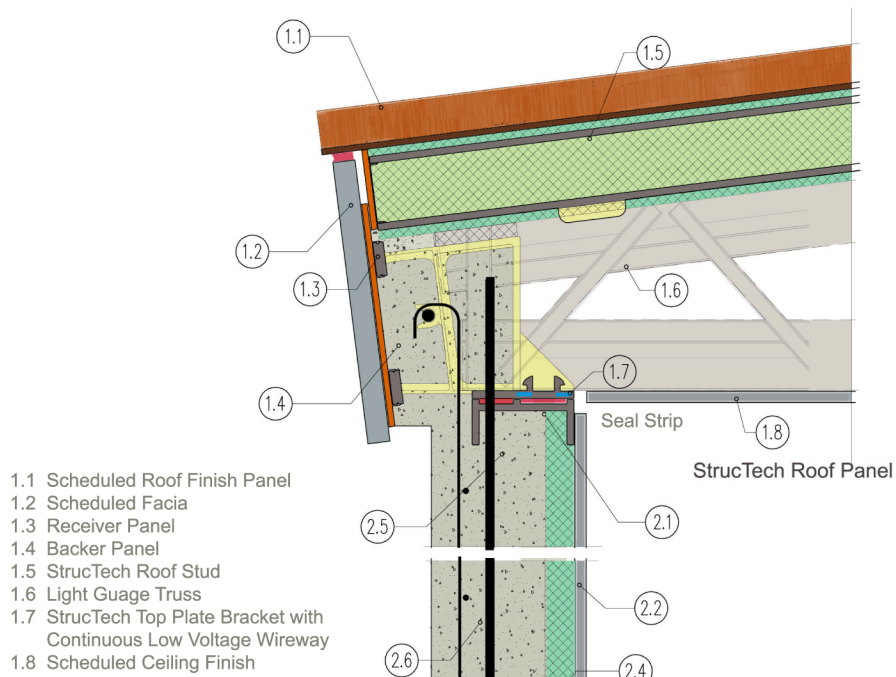 1.1
1.5
1.2
1.3
1.6
1.7
1.4
Seal Strip
1.8
StrucTech Roof Panel
1.1 Scheduled Roof Finish Panel
1.2 Scheduled Facia
1.3 Receiver Panel
1.4 Backer Panel
1.5 StrucTech Roof Stud
1.6 Light Guage Truss
1.7 StrucTech Top Plate Bracket with
Continuous Low Voltage Wireway
1.8 Scheduled Ceiling Finish
2.5
2.1
2.2
2.6
2.4